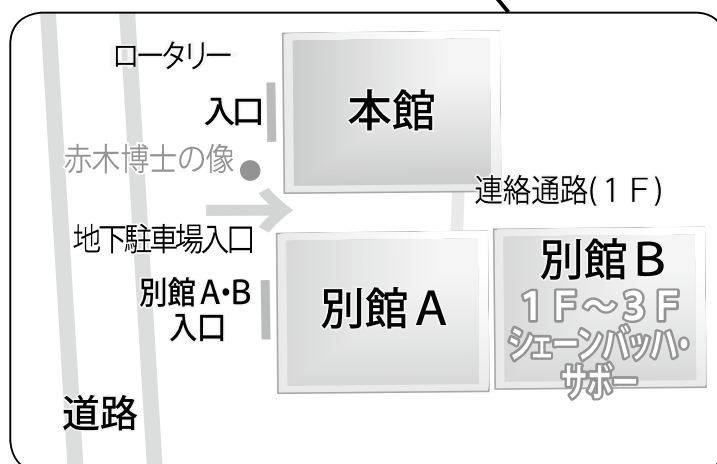 ロータリー
入口
本館
赤木博士の像
連絡通路(1F)
地下駐車場入口
別館A・B
入口
別館A
別館B
1F～3F
シェーンバッハ・
サボー
道路